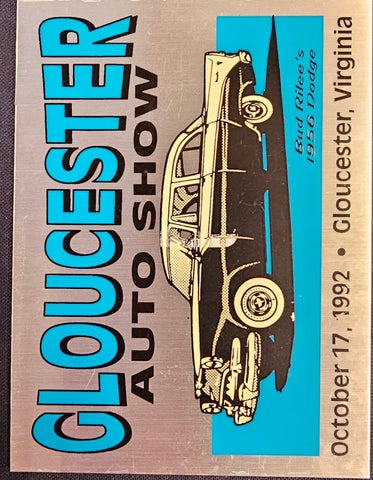 GLOUCESTER
AUTO SHOW
Bud Rilee's
1956 Dodge
October 17, 1992 • Gloucester, Virginia